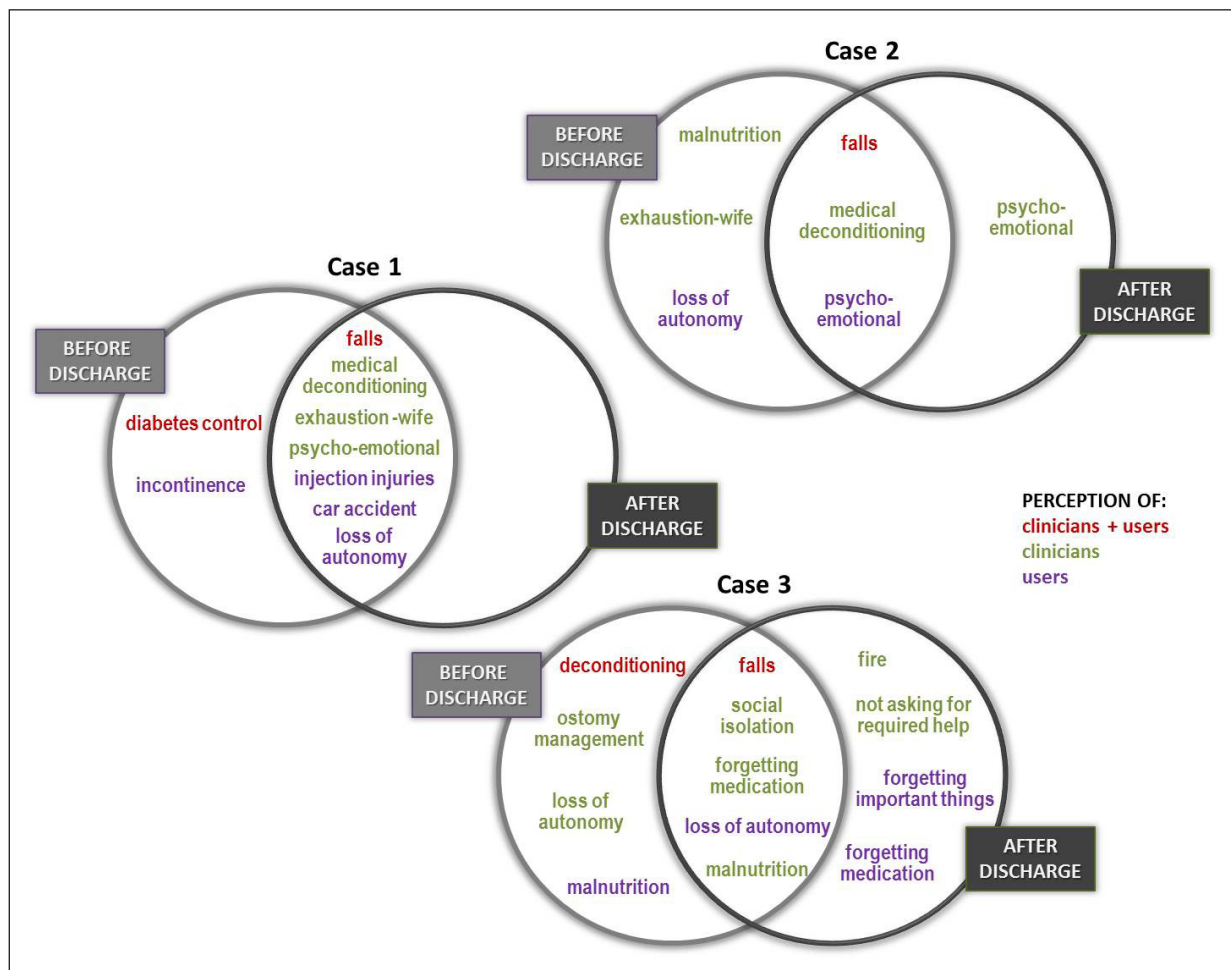 Case 2
BEFORE
DISCHARGE
malnutrition
exhaustion-wife
loss of
autonomy
falls
medical
deconditioning
psycho-
emotional
psycho-
emotional
AFTER
DISCHARGE
Case 1
BEFORE
DISCHARGE
diabetes control
incontinence
falls
medical
deconditioning
exhaustion -wife
psycho-emotional
injection injuries
car accident
loss of
autonomy
AFTER
DISCHARGE
PERCEPTION OF:
clinicians + users
clinicians
users
Case 3
BEFORE
DISCHARGE
deconditioning
ostomy
management
loss of
autonomy
malnutrition
falls
social
isolation
forgetting
medication
loss of autonomy
malnutrition
fire
not asking for
required help
forgetting
important things
forgetting
medication
AFTER
DISCHARGE